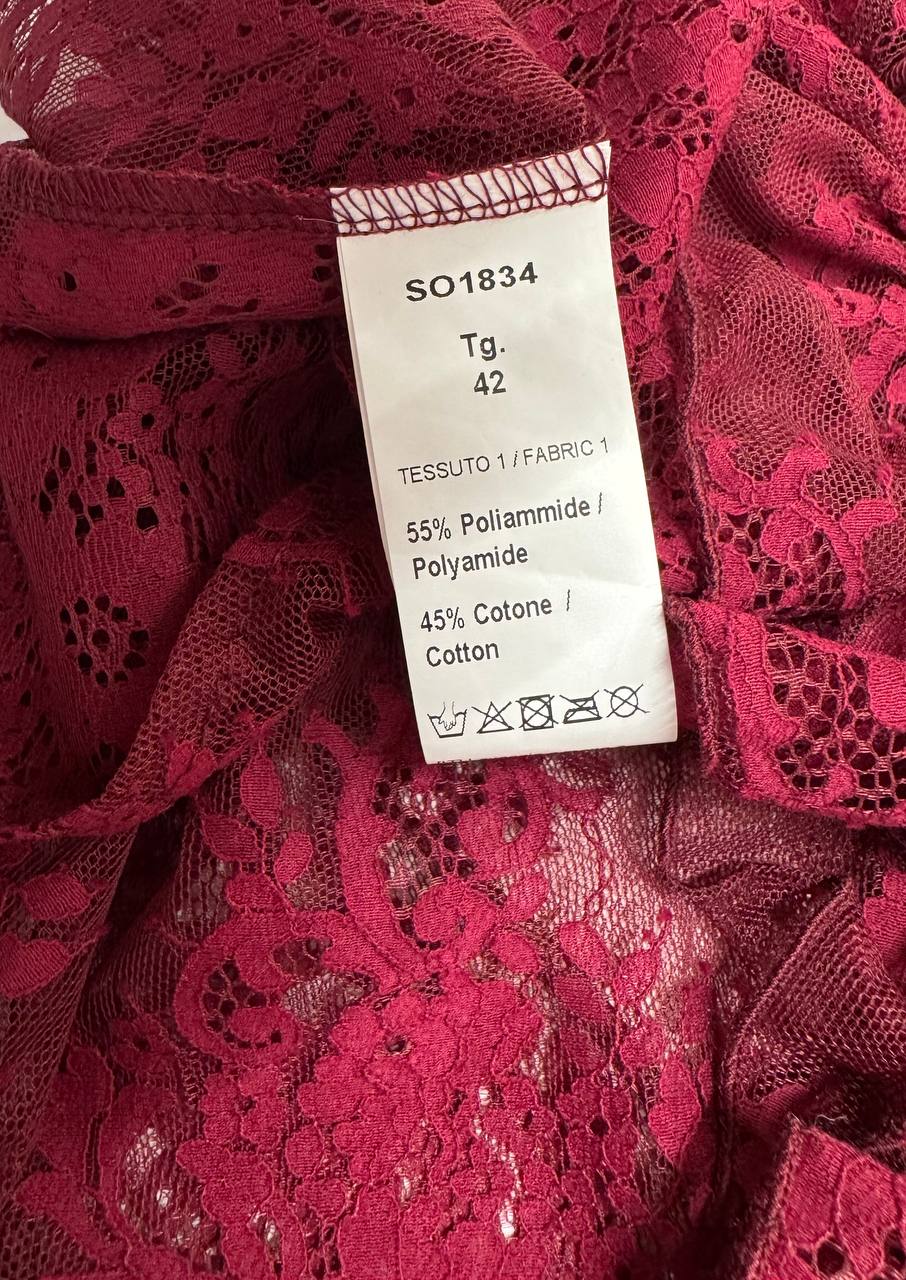 SO1834
Tg.
42
TESSUTO 1 / FABRIC 1
55% Poliammide /
Polyamide
45% Cotone /
Cotton